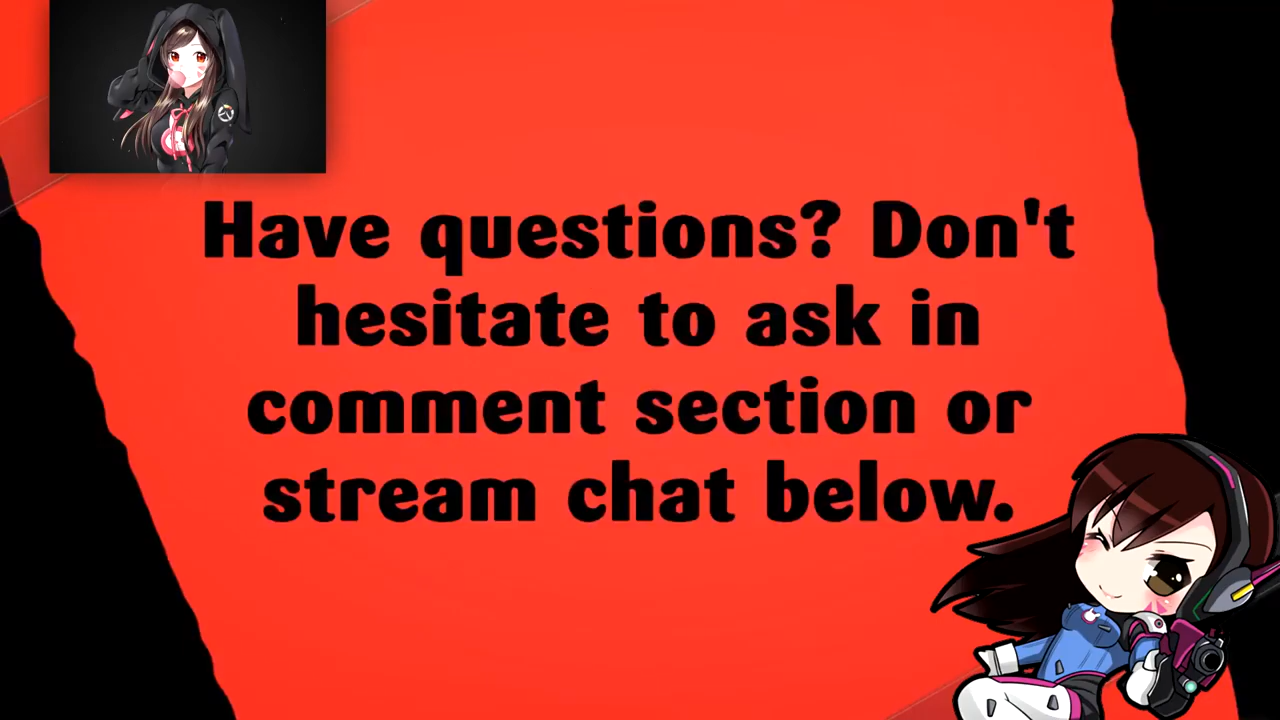 Have questions? Don't
hesitate to ask in
comment section or
stream chat below.